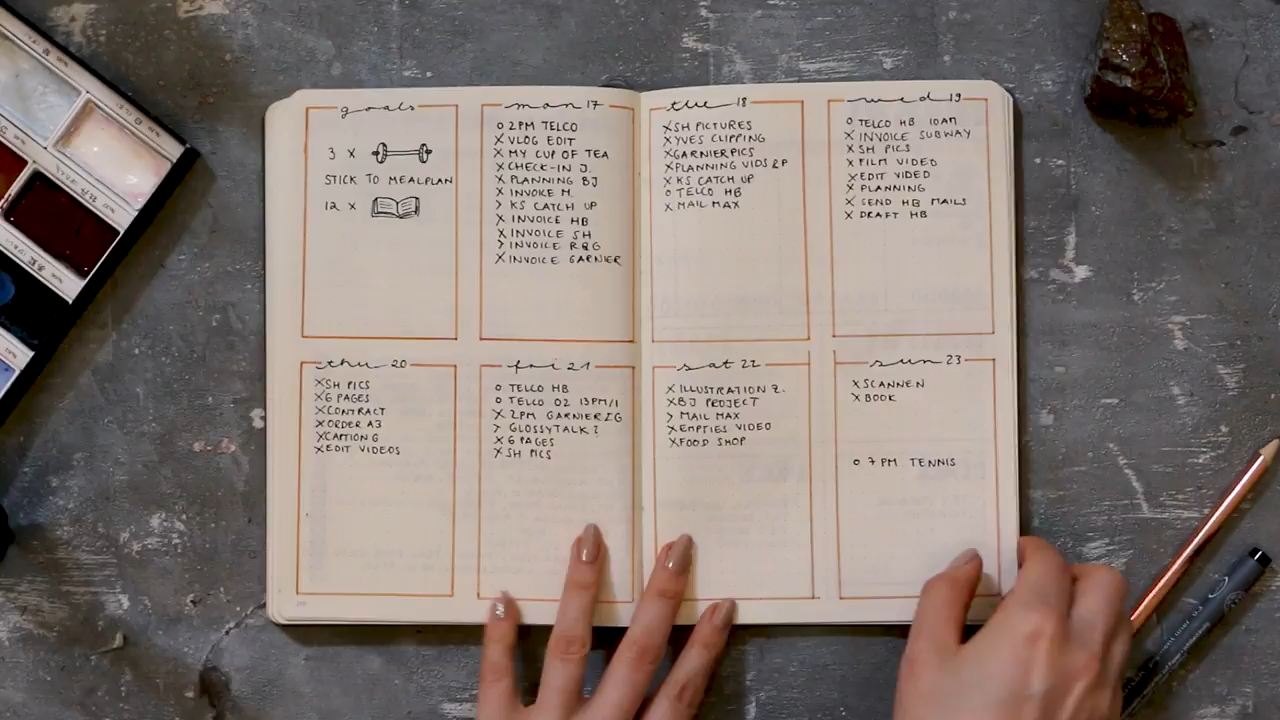 goals
3 X
STICK TO MEALPLAN
12 X
mon 17
o 2PM TELCO
X VLOG EDIT
X MY CUP OF TEA
X CHECK-IN J.
X PLANNING BJ
X INVOICE M.
> KS CATCH UP
X INVOICE HB
X INVOICE SH
> INVOICE R&G
X INVOICE GARNIER
tue 18
X SH PICTURES
X YVES CLIPPING
X GARNIER PICS
X PLANNING VIDS & P
X KS CATCH UP
o TELCO HB
X MAIL MAX
wed 19
o TELCO HB 10AM
X INVOICE SUBWAY
X SH PICS
X FILM VIDEO
X EDIT VIDEO
X PLANNING
X SEND HB MAILS
X DRAFT HB
thu 20
X SH PICS
X 6 PAGES
X CONTRACT
X ORDER A3
X CAPTION G
X EDIT VIDEOS
fri 21
o TELCO HB
o TELCO O2 13PM/1
X 2PM GARNIER IG
> GLOSSYTALK?
X 6 PAGES
X SH PICS
sat 22
X ILLUSTRATION Z.
X BJ PROJECT
> MAIL MAX
X EMPTIES VIDEO
X FOOD SHOP
sun 23
X SCANNEN
X BOOK
o 7 PM TENNIS